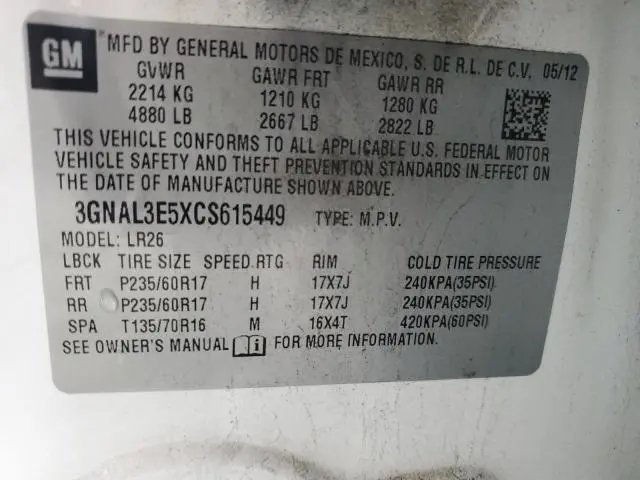 GM
MFD BY GENERAL MOTORS DE MEXICO, S. DE R.L. DE C.V. 05/12
GVWR GAWR FRT GAWR RR
2214 KG 1210 KG 1280 KG
4880 LB 2667 LB 2822 LB
THIS VEHICLE CONFORMS TO ALL APPLICABLE U.S. FEDERAL MOTOR
VEHICLE SAFETY AND THEFT PREVENTION STANDARDS IN EFFECT ON
THE DATE OF MANUFACTURE SHOWN ABOVE.
3GNAL3E5XCS615449 TYPE: M.P.V.
MODEL: LR26
LBCK TIRE SIZE SPEED RTG RIM COLD TIRE PRESSURE
FRT P235/60R17 H 17X7J 240KPA(35PSI)
RR P235/60R17 H 17X7J 240KPA(35PSI)
SPA T135/70R16 M 16X4T 420KPA(60PSI)
SEE OWNER'S MANUAL FOR MORE INFORMATION.